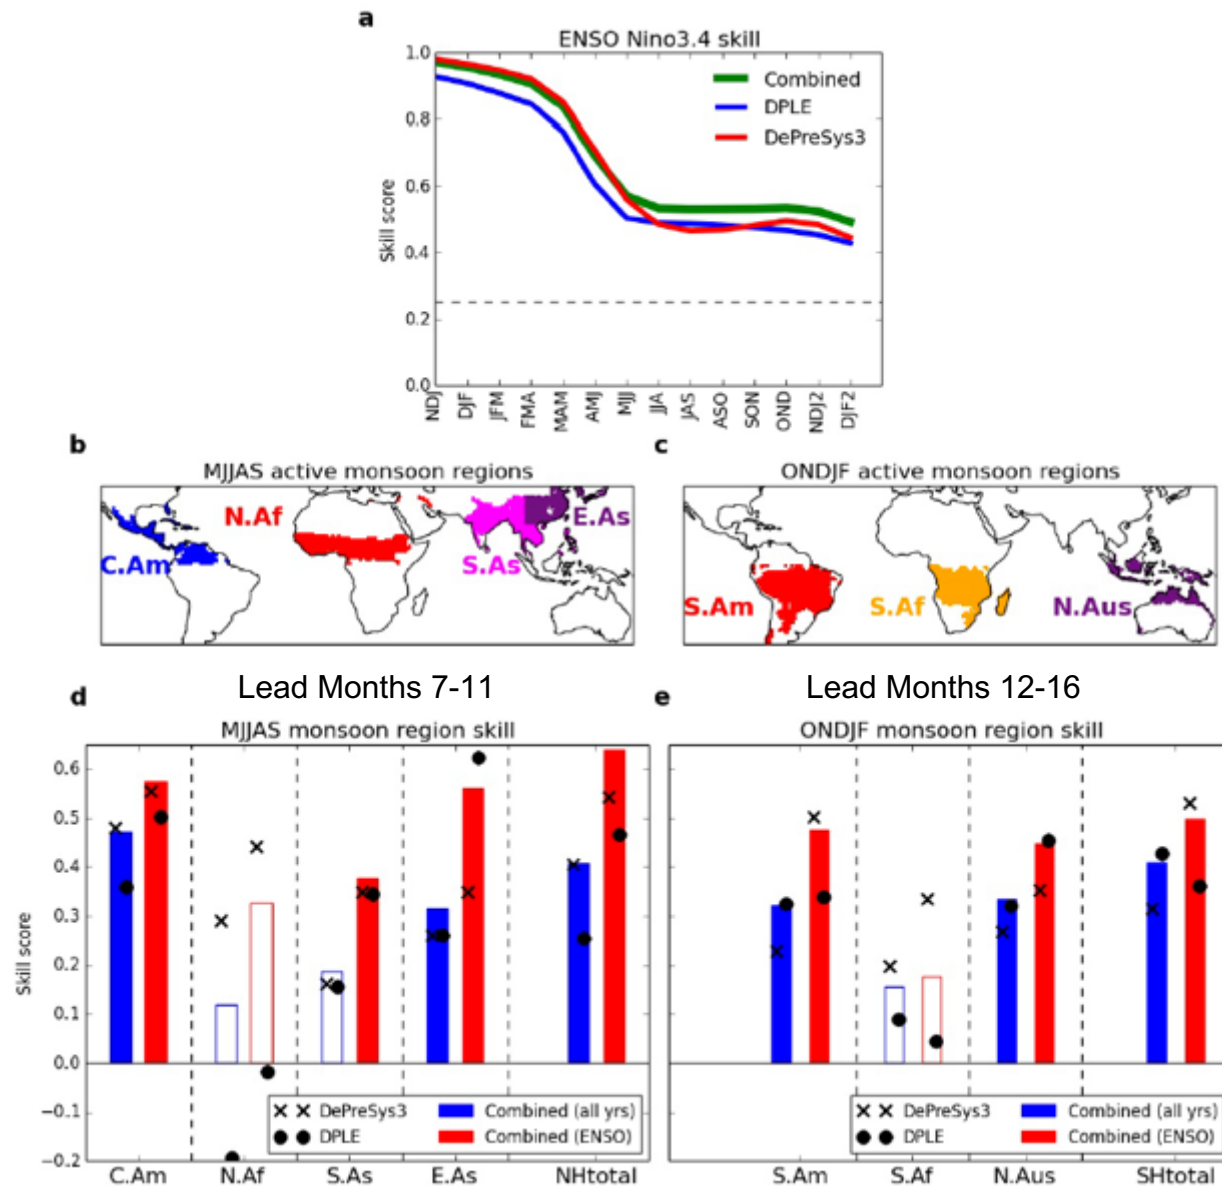 a
ENSO Nino3.4 skill
1.0
0.8
0.6
0.4
0.2
0.0
Skill score
Combined
DPLE
DePreSys3
NDJ
DJF
JFM
FMA
MAM
AMJ
MJJ
JJA
JAS
ASO
SON
OND
NDJ2
DJF2
b
MJJAS active monsoon regions
N.Af
E.As
C.Am
S.As
c
ONDJF active monsoon regions
S.Am
S.Af
N.Aus
d
Lead Months 7-11
MJJAS monsoon region skill
0.6
0.5
0.4
0.3
0.2
0.1
0.0
−0.1
−0.2
Skill score
DePreSys3
DPLE
Combined (all yrs)
Combined (ENSO)
C.Am
N.Af
S.As
E.As
NHtotal
e
Lead Months 12-16
ONDJF monsoon region skill
DePreSys3
DPLE
Combined (all yrs)
Combined (ENSO)
S.Am
S.Af
N.Aus
SHtotal